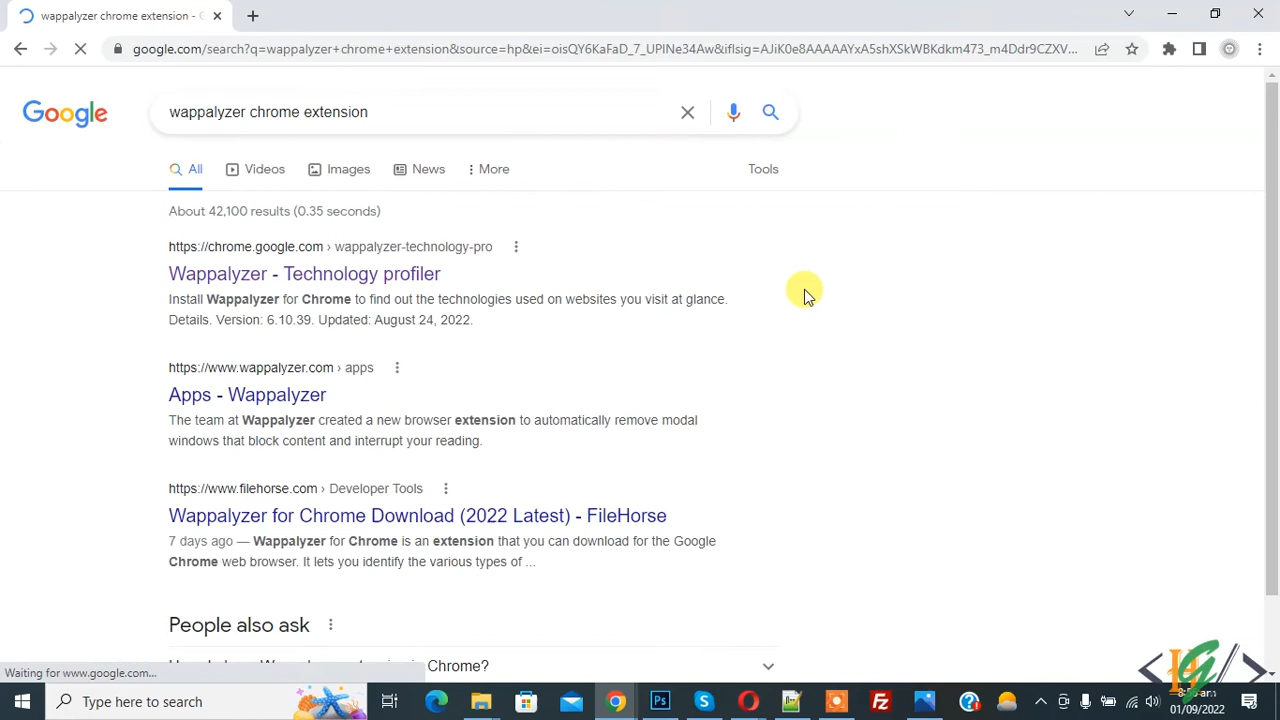 wappalyzer chrome extension - G
google.com/search?q=wappalyzer+chrome+extension&source=hp&ei=oisQY6KaFaD_7_UPINe34Aw&iflsig=AJiK0e8AAAAAYxA5shXSkWBKdkm473_m4Ddr9CZXV...
Google
wappalyzer chrome extension
All
Videos
Images
News
More
Tools
About 42,100 results (0.35 seconds)
https://chrome.google.com › wappalyzer-technology-pro
Wappalyzer - Technology profiler
Install Wappalyzer for Chrome to find out the technologies used on websites you visit at glance.
Details. Version: 6.10.39. Updated: August 24, 2022.
https://www.wappalyzer.com › apps
Apps - Wappalyzer
The team at Wappalyzer created a new browser extension to automatically remove modal
windows that block content and interrupt your reading.
https://www.filehorse.com › Developer Tools
Wappalyzer for Chrome Download (2022 Latest) - FileHorse
7 days ago — Wappalyzer for Chrome is an extension that you can download for the Google
Chrome web browser. It lets you identify the various types of ...
People also ask
Chrome?
Waiting for www.google.com...
Type here to search
01/09/2022